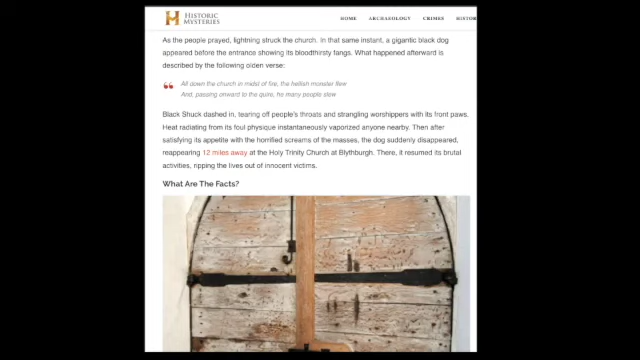 HISTORIC
MYSTERIES
HOME ARCHAEOLOGY CRIMES HISTOR
As the people prayed, lightning struck the church. In that same instant, a gigantic black dog
appeared before the entrance showing its bloodthirsty fangs. What happened afterward is
described by the following olden verse:
All down the church in midst of fire, the hellish monster flew
And, passing onward to the quire, he many people slew
Black Shuck dashed in, tearing off people's throats and strangling worshippers with its front paws.
Heat radiating from its foul physique instantaneously vaporized anyone nearby. Then after
satisfying its appetite with the horrified screams of the masses, the dog suddenly disappeared,
reappearing 12 miles away at the Holy Trinity Church at Blythburgh. There, it resumed its brutal
activities, ripping the lives out of innocent victims.
What Are The Facts?